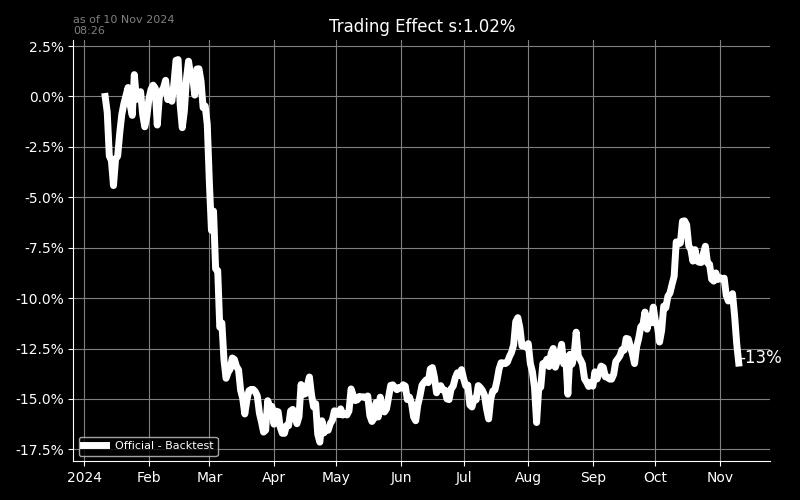 as of 10 Nov 2024
08:26
Trading Effect s:1.02%
2.5%
0.0%
-2.5%
-5.0%
-7.5%
-10.0%
-12.5%
-15.0%
-17.5%
-13%
Official - Backtest
2024 Feb Mar Apr May Jun Jul Aug Sep Oct Nov